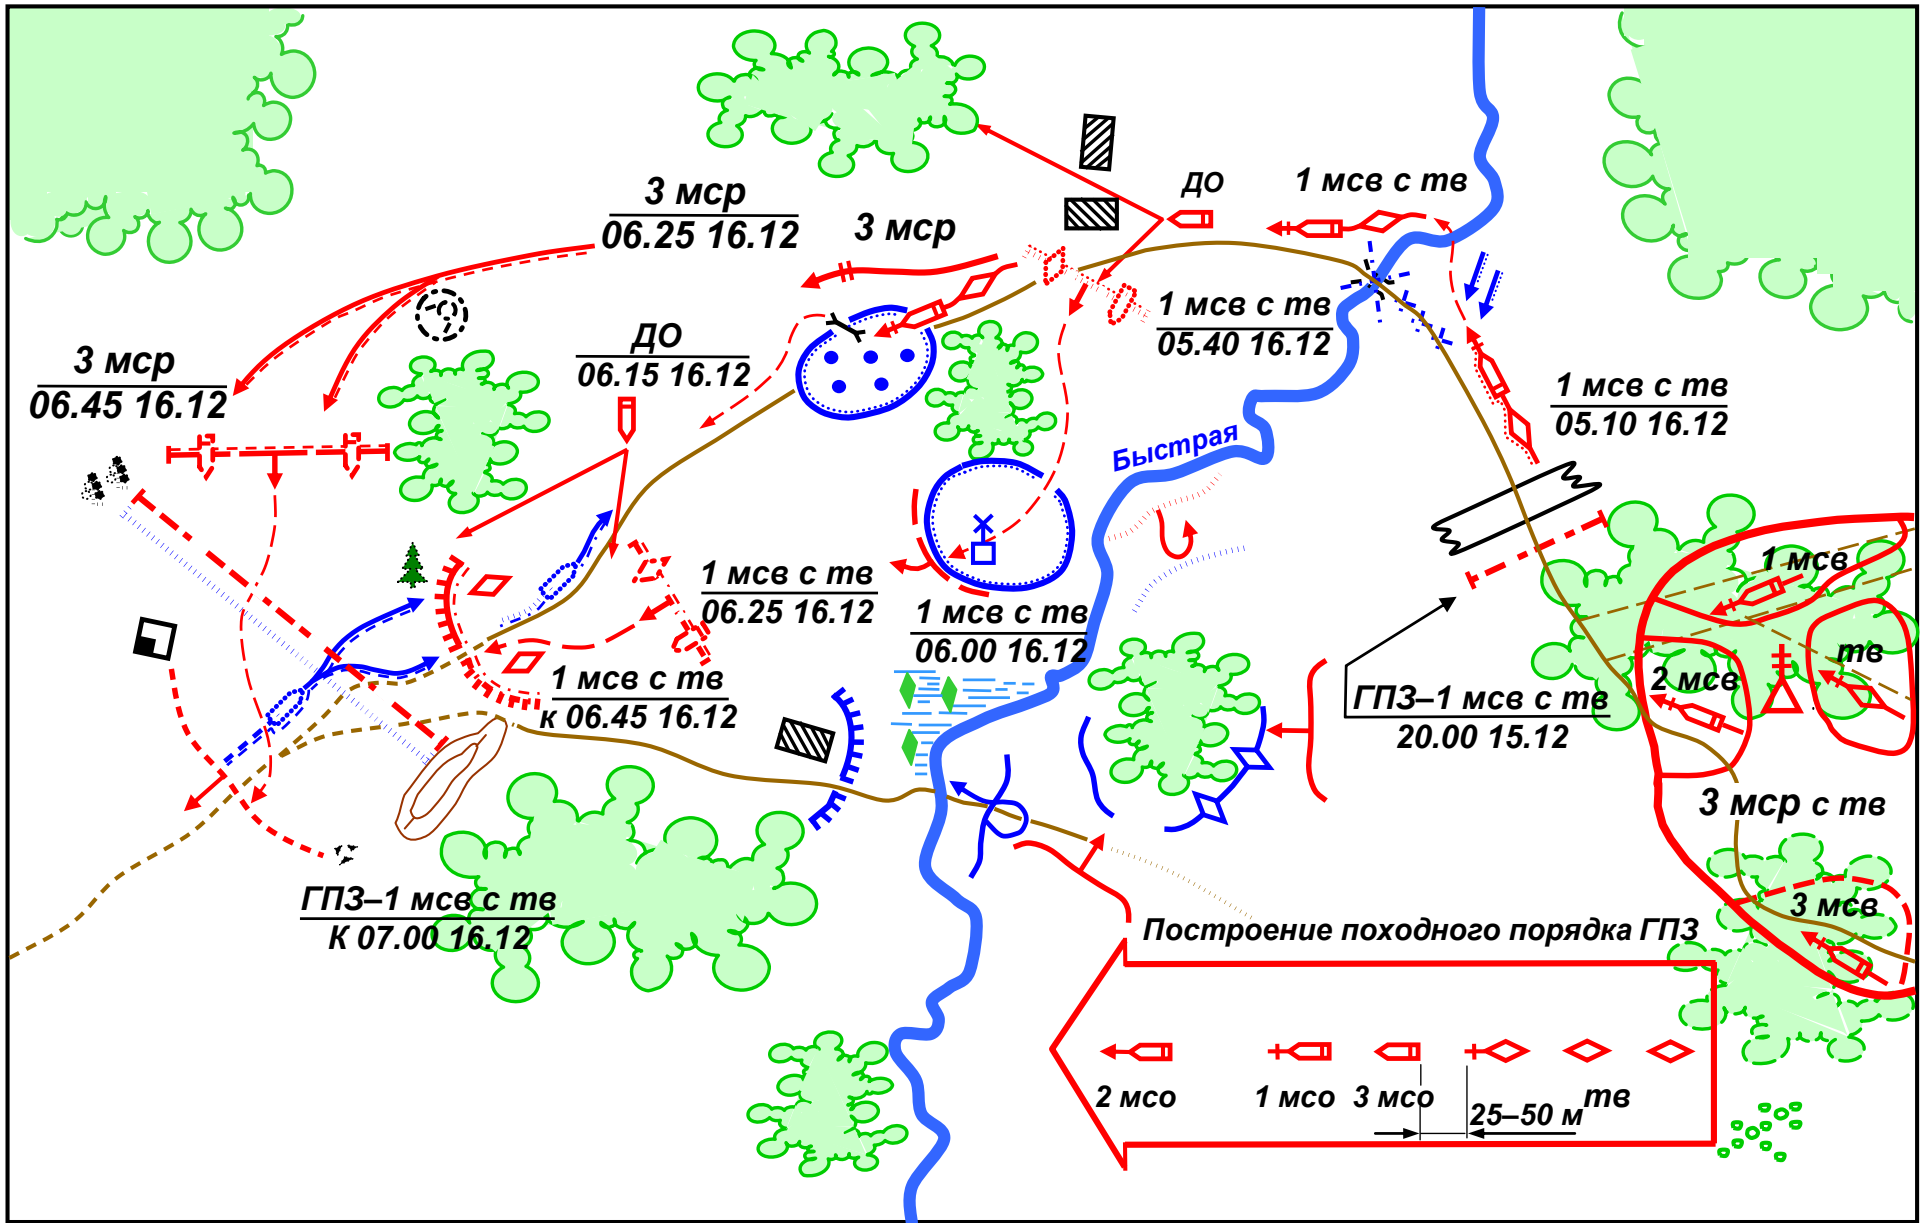 ДО
1 мсв с тв
3 мср
06.25 16.12
3 мср
1 мсв с тв
05.40 16.12
ДО
06.15 16.12
3 мср
06.45 16.12
1 мсв с тв
05.10 16.12
Быстрая
1 мсв с тв
06.25 16.12
1 мсв с тв
06.00 16.12
1 мсв
тв
2 мсв
1 мсв с тв
к 06.45 16.12
ГПЗ–1 мсв с тв
20.00 15.12
3 мср с тв
ГПЗ–1 мсв с тв
К 07.00 16.12
3 мсв
Построение походного порядка ГПЗ
2 мсо
1 мсо
3 мсо
25–50 м
тв